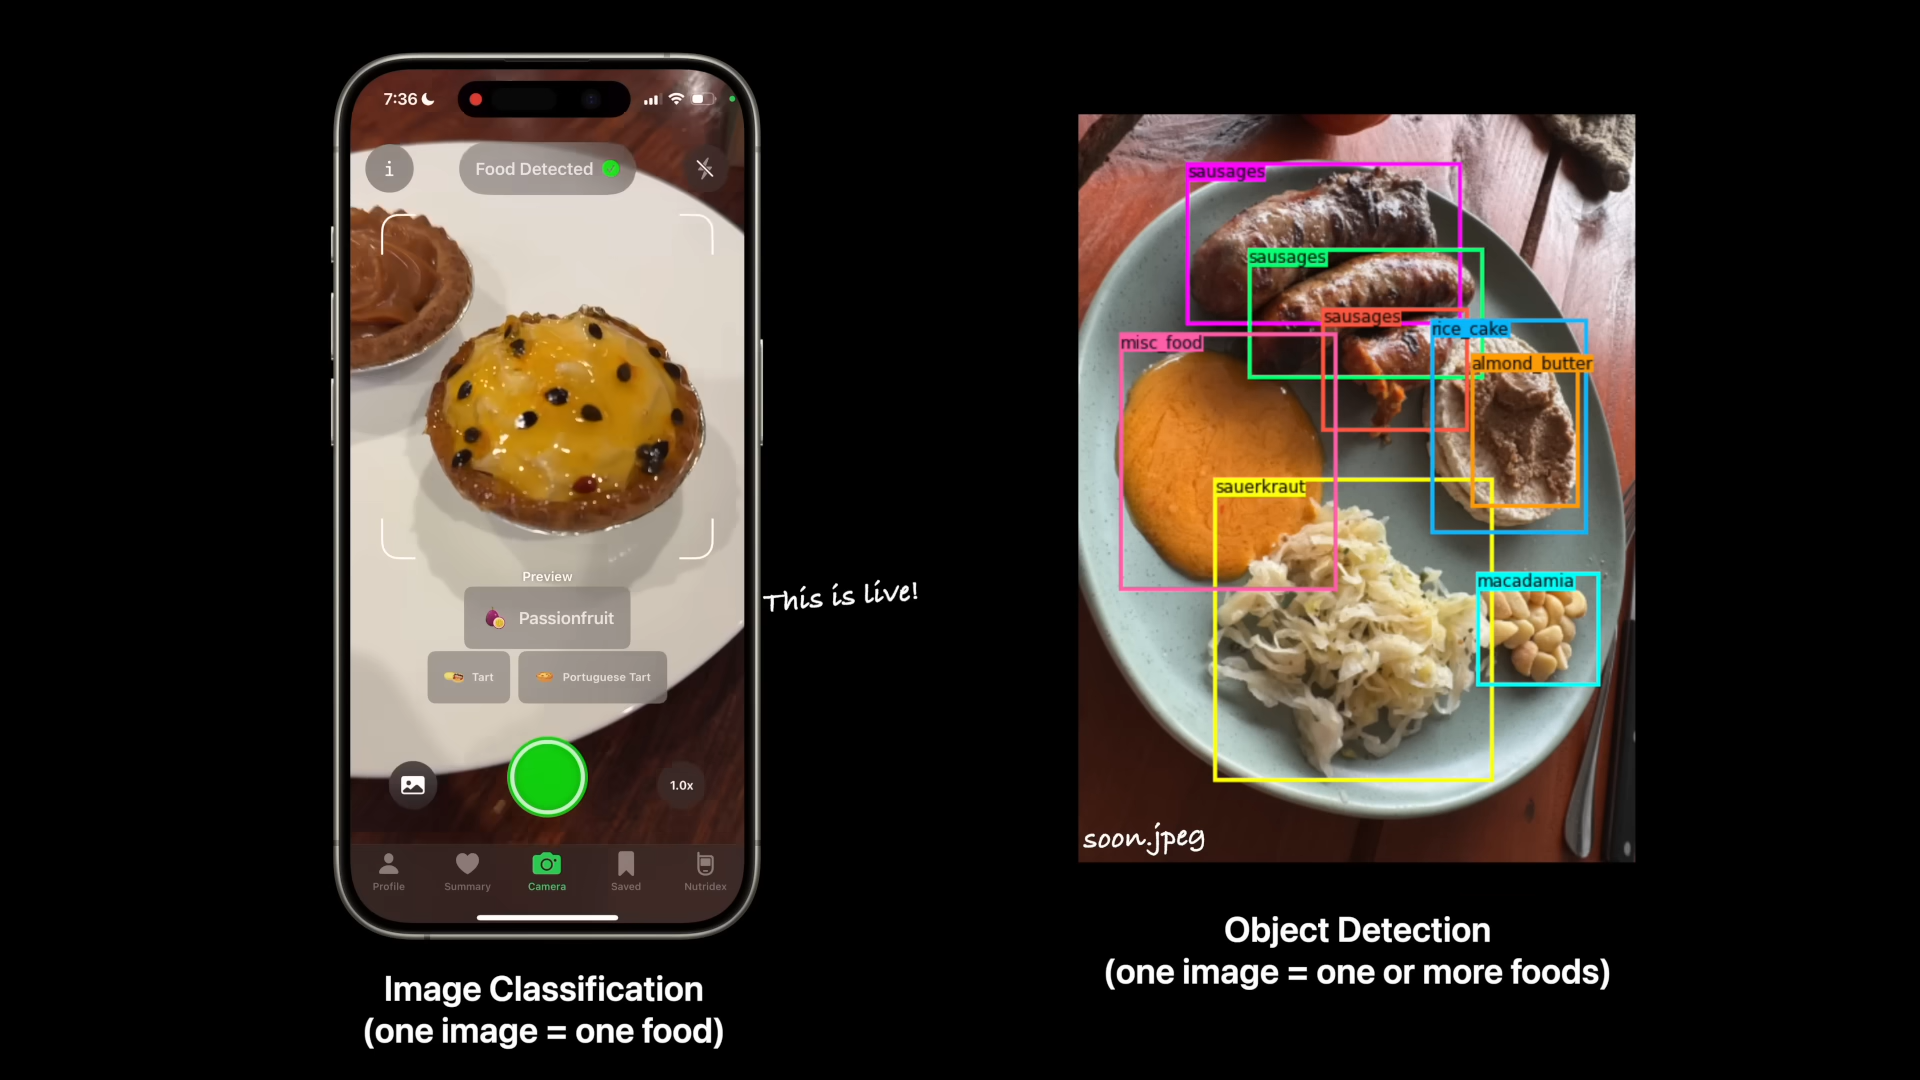 7:36
i
Food Detected
Preview
Passionfruit
Tart
Portuguese Tart
1.0x
Profile
Summary
Camera
Saved
Nutridex
This is live!
Image Classification
(one image = one food)
sausages
sausages
sausages
rice_cake
misc_food
almond_butter
sauerkraut
macadamia
soon.jpeg
Object Detection
(one image = one or more foods)